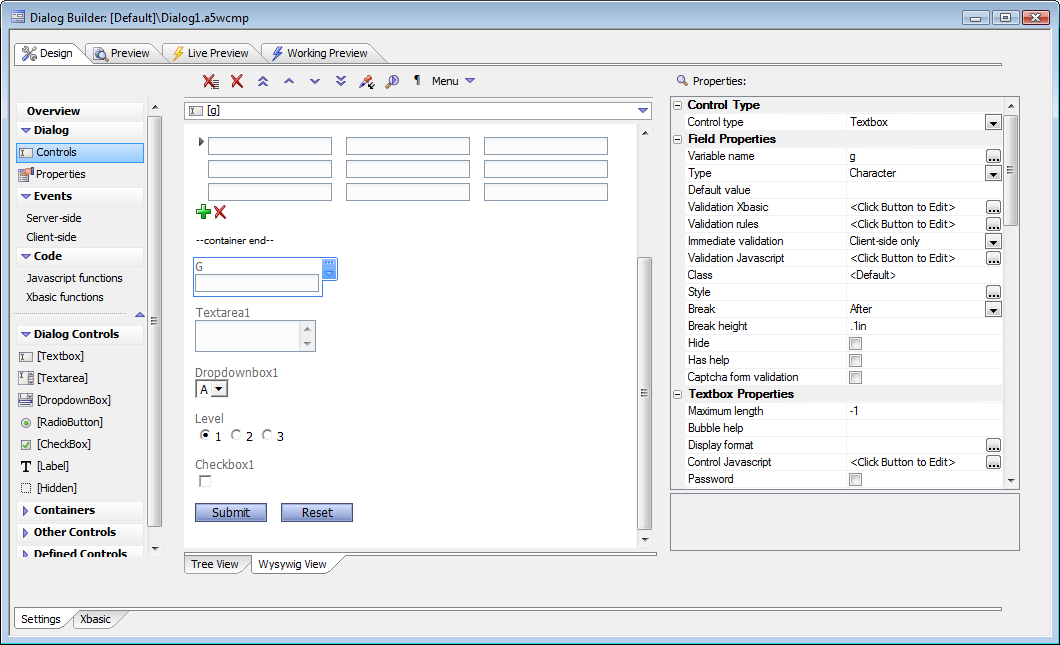 Dialog Builder: [Default]\Dialog1.a5wcmp
Design
Preview
Live Preview
Working Preview
Overview
Dialog
Controls
Properties
Events
Server-side
Client-side
Code
Javascript functions
Xbasic functions
Dialog Controls
[Textbox]
[Textarea]
[DropdownBox]
[RadioButton]
[CheckBox]
[Label]
[Hidden]
Containers
Other Controls
Defined Controls
Menu
[g]
--container end--
G
Textarea1
Dropdownbox1
A
Level
1 2 3
Checkbox1
Submit Reset
Tree View
Wysywig View
Properties:
Control Type
Control type Textbox
Field Properties
Variable name g
Type Character
Default value
Validation Xbasic <Click Button to Edit>
Validation rules <Click Button to Edit>
Immediate validation Client-side only
Validation Javascript <Click Button to Edit>
Class <Default>
Style
Break After
Break height .1in
Hide
Has help
Captcha form validation
Textbox Properties
Maximum length -1
Bubble help
Display format
Control Javascript <Click Button to Edit>
Password
Settings
Xbasic